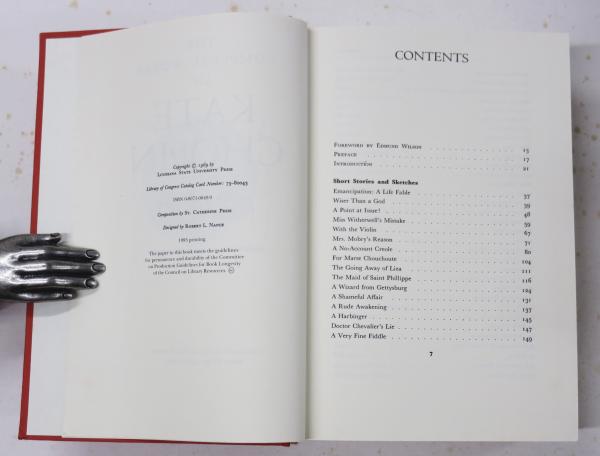 Copyright © 1969 by
Louisiana State University Press
Library of Congress Catalog Card Number: 73–80043
Composition by St. Catherine Press
Designed by Robert L. Nance
1985 printing
The paper in this book meets the guidelines
for permanence and durability of the Committee
on Production Guidelines for Book Longevity
of the Council on Library Resources.
CONTENTS
Foreword by Edmund Wilson 15
Preface 17
Introduction 21
Short Stories and Sketches
Emancipation: A Life Fable 37
Wiser Than a God 39
A Point at Issue! 48
Miss Witherwell's Mistake 59
With the Violin 67
Mrs. Mobry's Reason 71
A No-Account Creole 80
For Marse Chouchoute 104
The Going Away of Liza 111
The Maid of Saint Phillippe 116
A Wizard from Gettysburg 124
A Shameful Affair 131
A Rude Awakening 137
A Harbinger 145
Doctor Chevalier's Lie 147
A Very Fine Fiddle 149
7